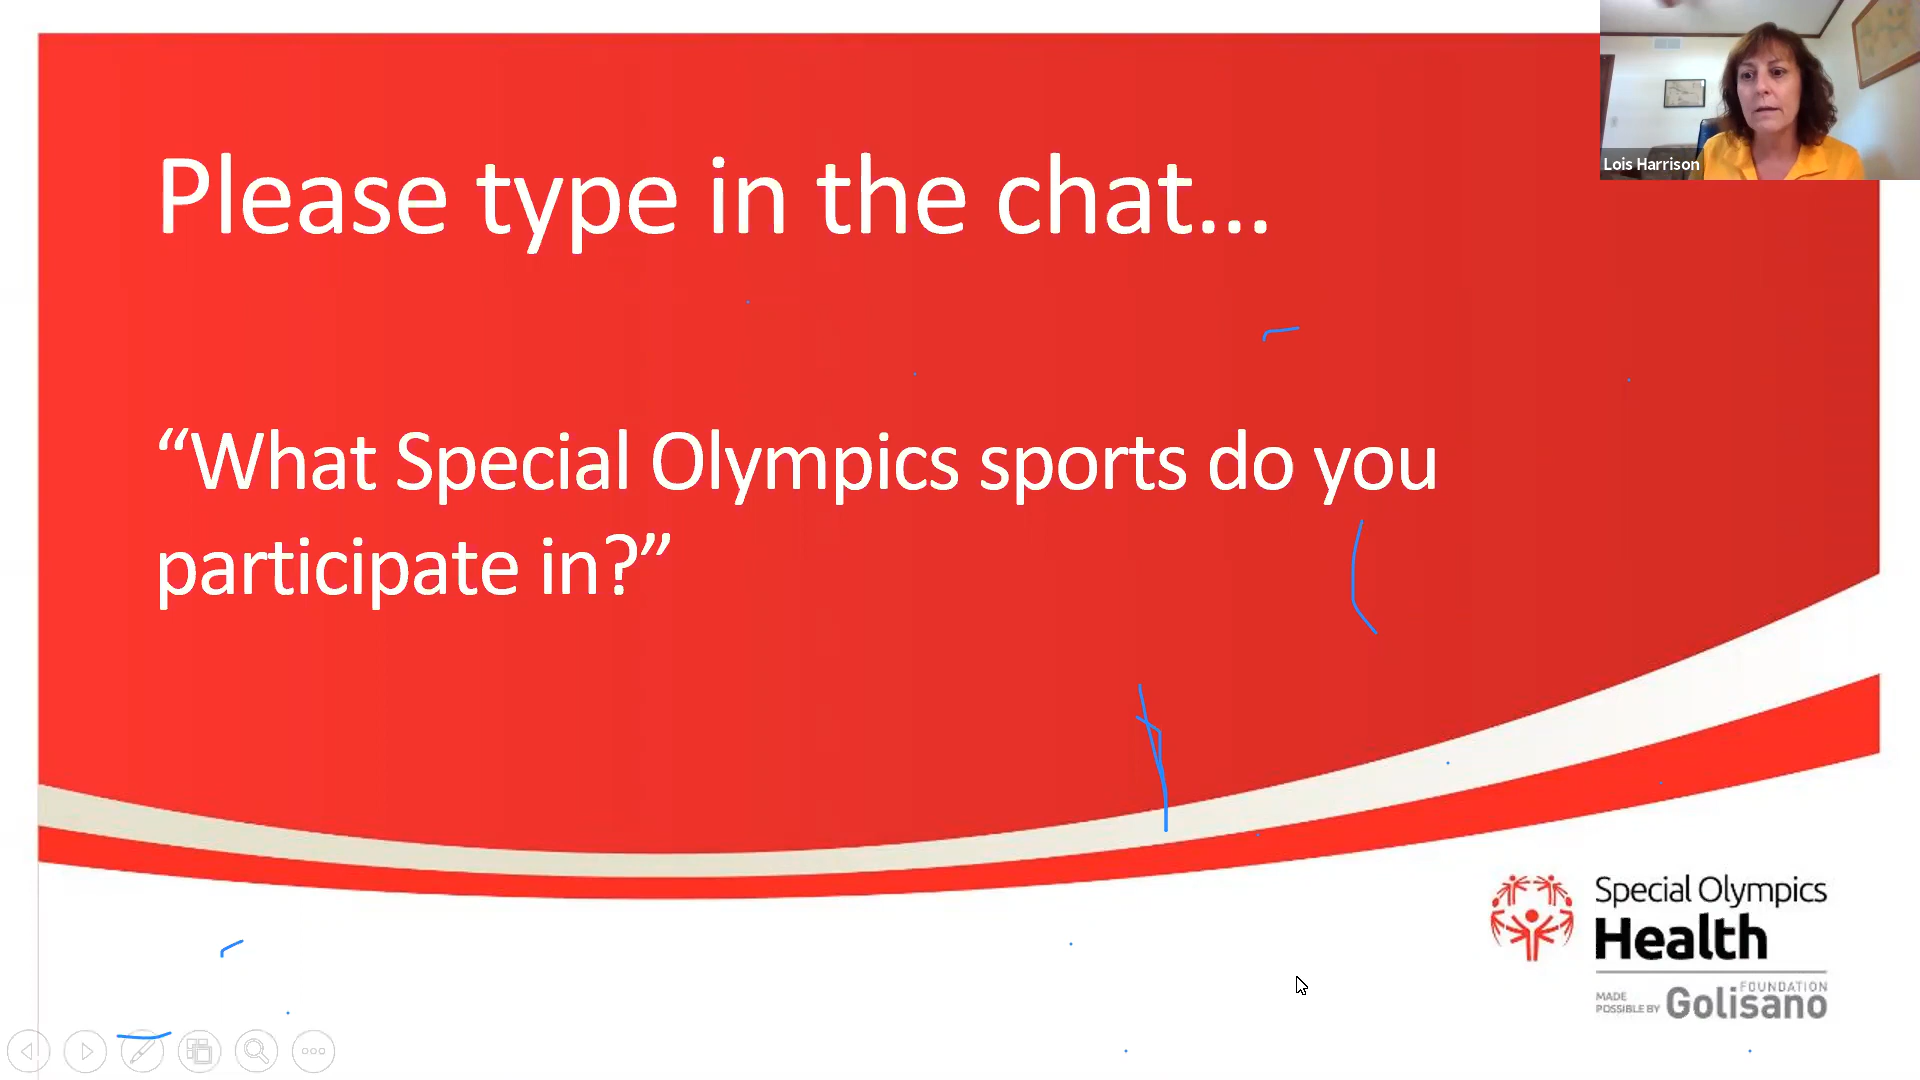 Lois Harrison
Please type in the chat...
“What Special Olympics sports do you
participate in?”
Special Olympics
Health
MADE
POSSIBLE BY
FOUNDATION
Golisano